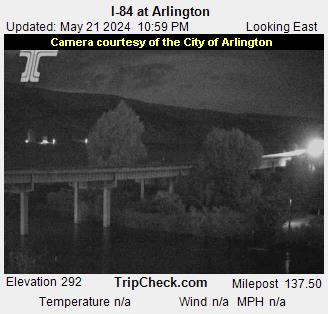 I-84 at Arlington
Updated: May 21 2024 10:59 PM Looking East
Camera courtesy of the City of Arlington
Elevation 292 TripCheck.com Milepost 137.50
Temperature n/a Wind n/a MPH n/a